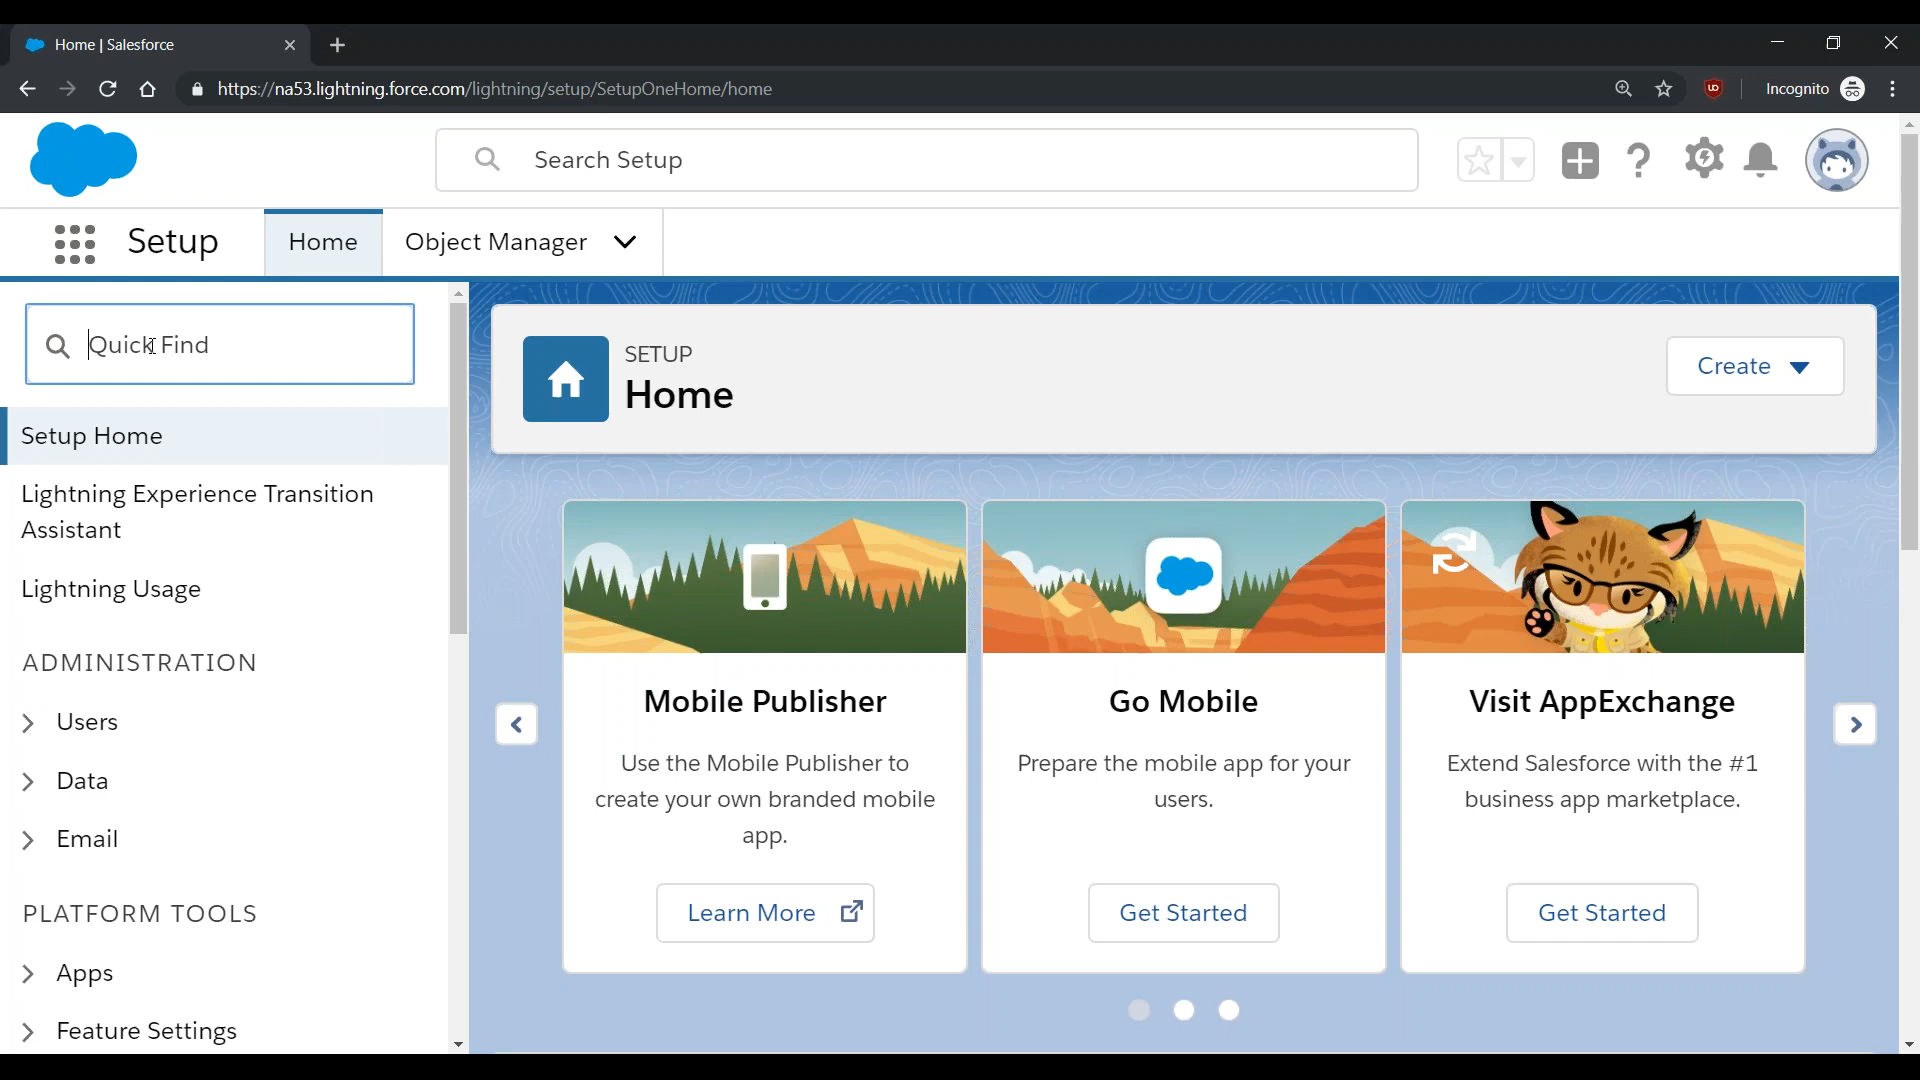 Home | Salesforce
https://na53.lightning.force.com/lightning/setup/SetupOneHome/home
Incognito
Search Setup
Setup
Home
Object Manager
Quick Find
Setup Home
Lightning Experience Transition
Assistant
Lightning Usage
ADMINISTRATION
Users
Data
Email
PLATFORM TOOLS
Apps
Feature Settings
SETUP
Home
Create
Mobile Publisher
Use the Mobile Publisher to
create your own branded mobile
app.
Learn More
Go Mobile
Prepare the mobile app for your
users.
Get Started
Visit AppExchange
Extend Salesforce with the #1
business app marketplace.
Get Started